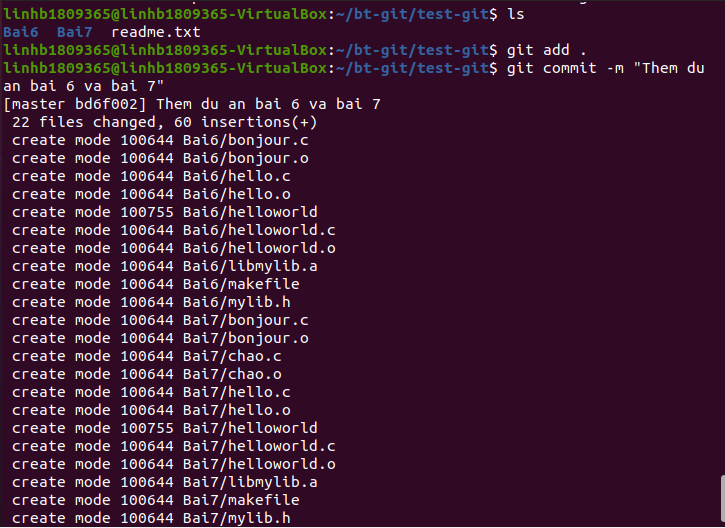 linhb1809365@linhb1809365-VirtualBox:~/bt-git/test-git$ ls
Bai6  Bai7  readme.txt
linhb1809365@linhb1809365-VirtualBox:~/bt-git/test-git$ git add .
linhb1809365@linhb1809365-VirtualBox:~/bt-git/test-git$ git commit -m "Them du
an bai 6 va bai 7"
[master bd6f002] Them du an bai 6 va bai 7
 22 files changed, 60 insertions(+)
 create mode 100644 Bai6/bonjour.c
 create mode 100644 Bai6/bonjour.o
 create mode 100644 Bai6/hello.c
 create mode 100644 Bai6/hello.o
 create mode 100755 Bai6/helloworld
 create mode 100644 Bai6/helloworld.c
 create mode 100644 Bai6/helloworld.o
 create mode 100644 Bai6/libmylib.a
 create mode 100644 Bai6/makefile
 create mode 100644 Bai6/mylib.h
 create mode 100644 Bai7/bonjour.c
 create mode 100644 Bai7/bonjour.o
 create mode 100644 Bai7/chao.c
 create mode 100644 Bai7/chao.o
 create mode 100644 Bai7/hello.c
 create mode 100644 Bai7/hello.o
 create mode 100755 Bai7/helloworld
 create mode 100644 Bai7/helloworld.c
 create mode 100644 Bai7/helloworld.o
 create mode 100644 Bai7/libmylib.a
 create mode 100644 Bai7/makefile
 create mode 100644 Bai7/mylib.h